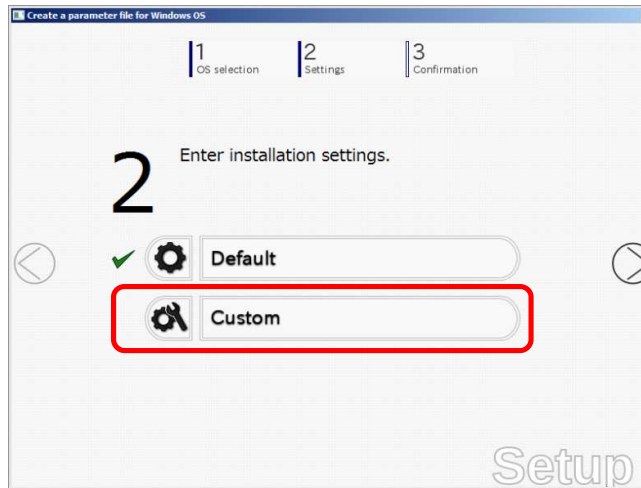 Create a parameter file for Windows OS
1 2 3
OS selection Settings Confirmation
2 Enter installation settings.
Default
Custom
Setup